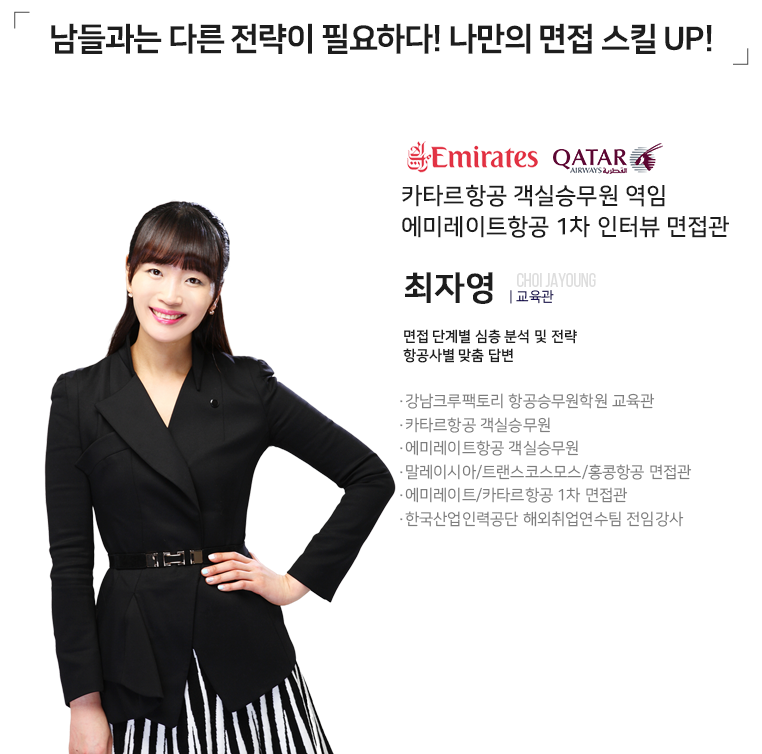 남들과는 다른 전략이 필요하다! 나만의 면접 스킬 UP!
Emirates QATAR
AIRWAYS القطرية
카타르항공 객실승무원 역임
에미레이트항공 1차 인터뷰 면접관
최자영 CHOI JAYOUNG
| 교육관
면접 단계별 심층 분석 및 전략
항공사별 맞춤 답변
·강남크루팩토리 항공승무원학원 교육관
·카타르항공 객실승무원
·에미레이트항공 객실승무원
·말레이시아/트랜스코스모스/홍콩항공 면접관
·에미레이트/카타르항공 1차 면접관
·한국산업인력공단 해외취업연수팀 전임강사